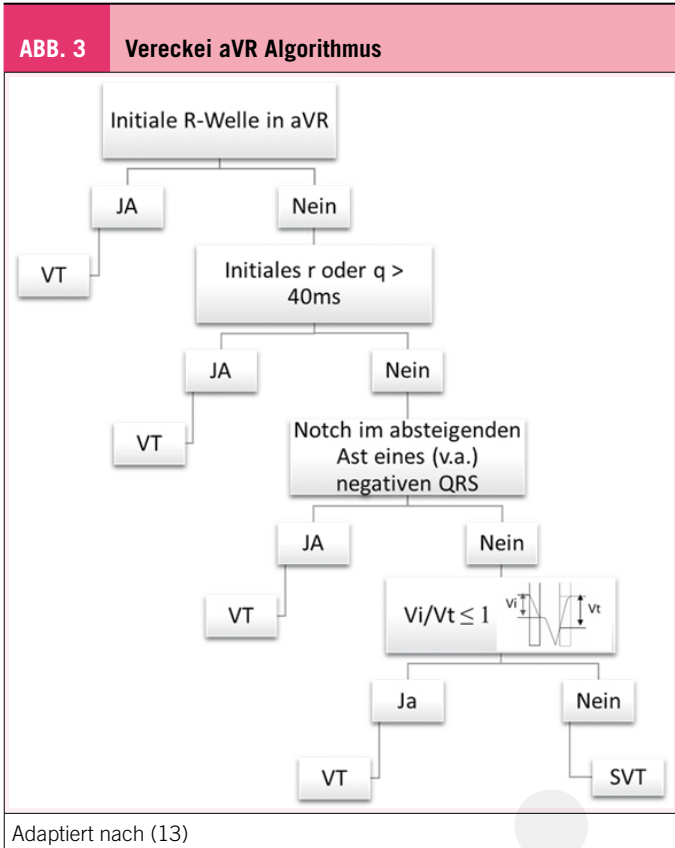 ABB. 3 Vereckei aVR Algorithmus
Initiale R-Welle in aVR
JA Nein
VT
Initiales r oder q >
40ms
JA Nein
VT
Notch im absteigenden
Ast eines (v.a.)
negativen QRS
JA Nein
VT
Vi/Vt ≤ 1 Vi Vt
Ja Nein
VT SVT
Adaptiert nach (13)